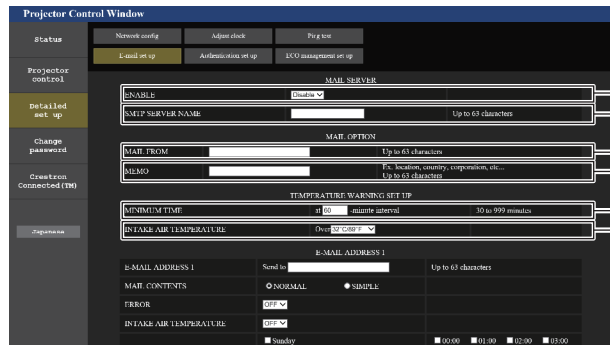 Projector Control Window
Status
Network config
Adjust clock
Ping test
E-mail set up
Authentication set up
ECO management set up
Projector
control
Detailed
set up
Change
password
Crestron
Connected(TM)
Japanese
MAIL SERVER
ENABLE Disable
SMTP SERVER NAME Up to 63 characters
MAIL OPTION
MAIL FROM Up to 63 characters
MEMO Ex. location, country, corporation, etc...
Up to 63 characters
TEMPERATURE WARNING SET UP
MINIMUM TIME at 60 -minute interval 30 to 999 minutes
INTAKE AIR TEMPERATURE Over 32°C/89°F
E-MAIL ADDRESS 1
E-MAIL ADDRESS 1 Send to Up to 63 characters
MAIL CONTENTS NORMAL SIMPLE
ERROR OFF
INTAKE AIR TEMPERATURE OFF
Sunday 00:00 01:00 02:00 03:00